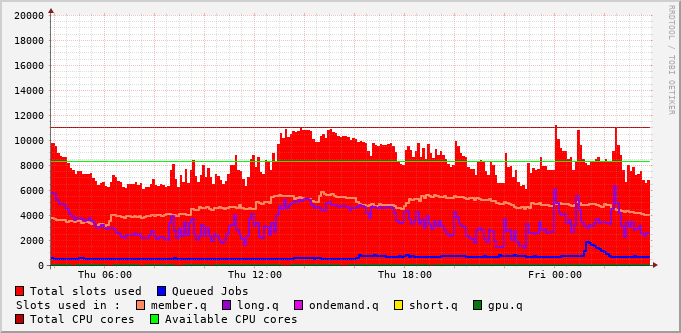 RRDTOOL / TOBI OETIKER
20000
18000
16000
14000
12000
10000
8000
6000
4000
2000
0
Thu 06:00 Thu 12:00 Thu 18:00 Fri 00:00
Total slots used Queued Jobs
Slots used in : member.q long.q ondemand.q short.q gpu.q
Total CPU cores Available CPU cores